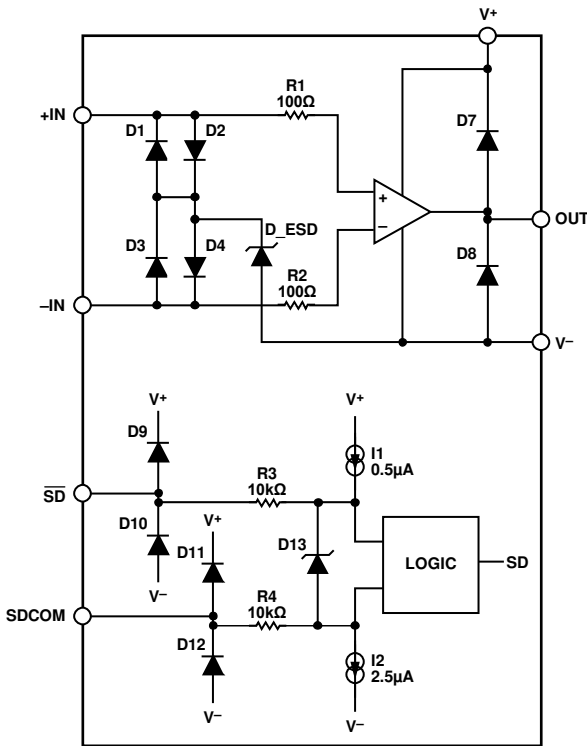 V+
R1
100Ω
+IN
D1
D2
D7
+
D_ESD
OUT
−
D3
D4
D8
R2
100Ω
−IN
V−
V+
V+
D9
I1
0.5µA
R3
10kΩ
SD
D10
V+
D11
D13
LOGIC
SD
V−
R4
10kΩ
SDCOM
D12
I2
2.5µA
V−
V−